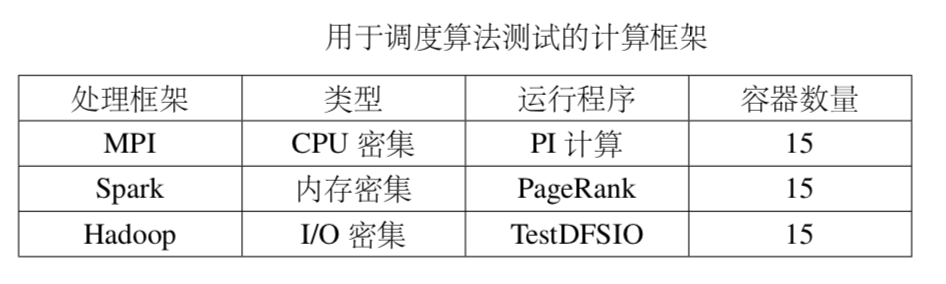 用于调度算法测试的计算框架
处理框架 类型 运行程序 容器数量
MPI CPU 密集 PI 计算 15
Spark 内存密集 PageRank 15
Hadoop I/O 密集 TestDFSIO 15